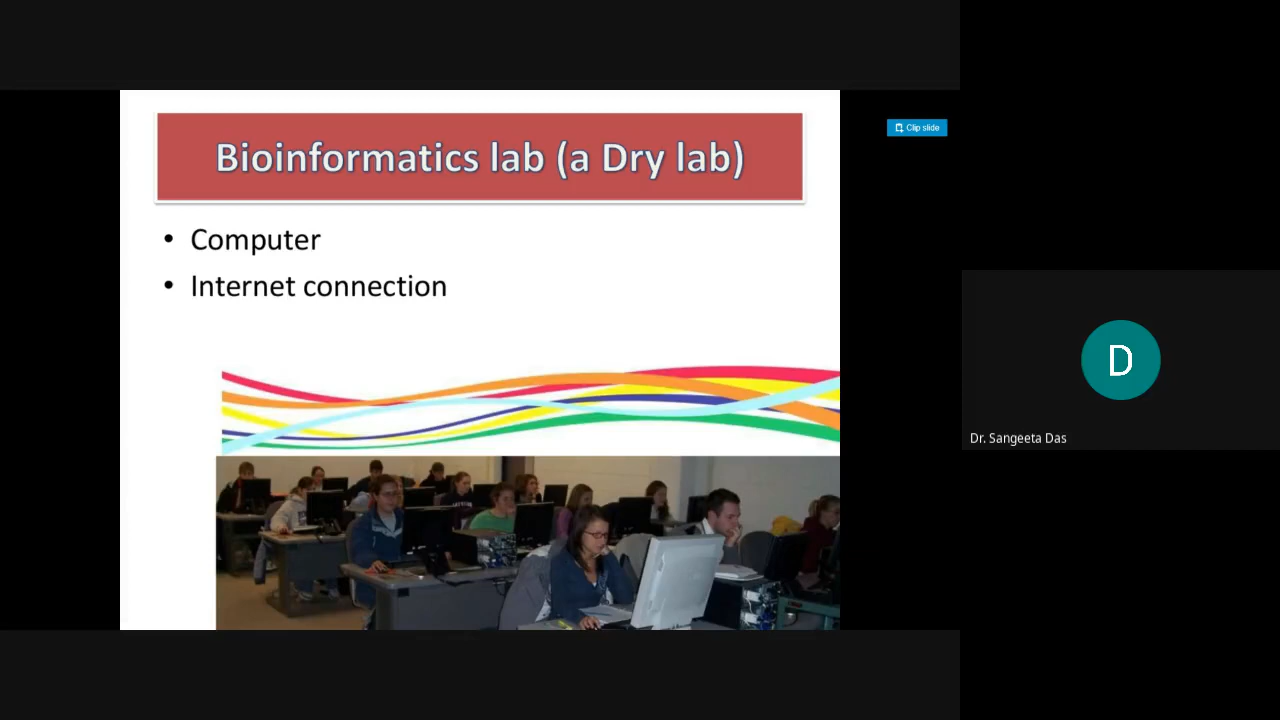 Bioinformatics lab (a Dry lab)
Clip slide
• Computer
• Internet connection
D
Dr. Sangeeta Das